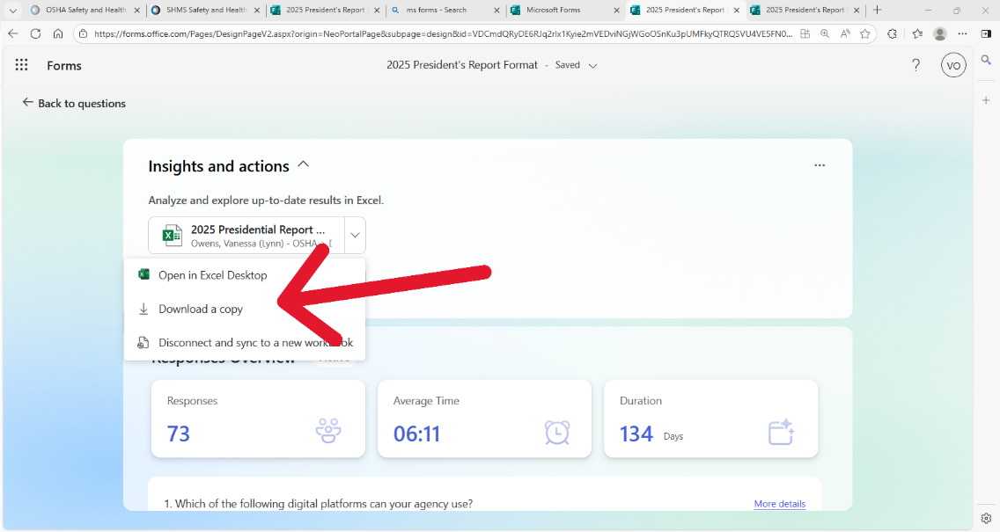 OSHA Safety and Health
SHMS Safety and Health
2025 President's Report
ms forms - Search
Microsoft Forms
2025 President's Report
2025 President's Report
https://forms.office.com/Pages/DesignPageV2.aspx?origin=NeoPortalPage&subpage=design&id=VDCmdQRyDE6RJq2rlx1Kyie2mVEDviNGjWGoOSnKu3pUMFkyQTRQSVU4VE5FN0...
Forms
2025 President's Report Format - Saved
?
VO
Back to questions
Insights and actions
Analyze and explore up-to-date results in Excel.
2025 Presidential Report ...
Owens, Vanessa (Lynn) - OSHA > [
Open in Excel Desktop
Download a copy
Disconnect and sync to a new workbook
Responses Overview Active
Responses
73
Average Time
06:11
Duration
134 Days
1. Which of the following digital platforms can your agency use?
More details